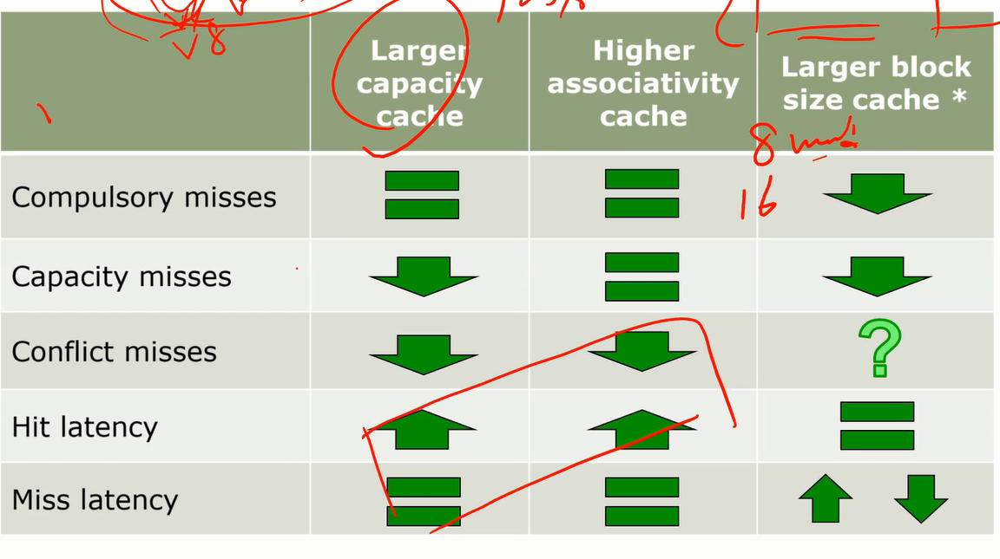 8
Larger
capacity
cache
Higher
associativity
cache
Larger block
size cache *
8
Compulsory misses
16
Capacity misses
Conflict misses
?
Hit latency
Miss latency